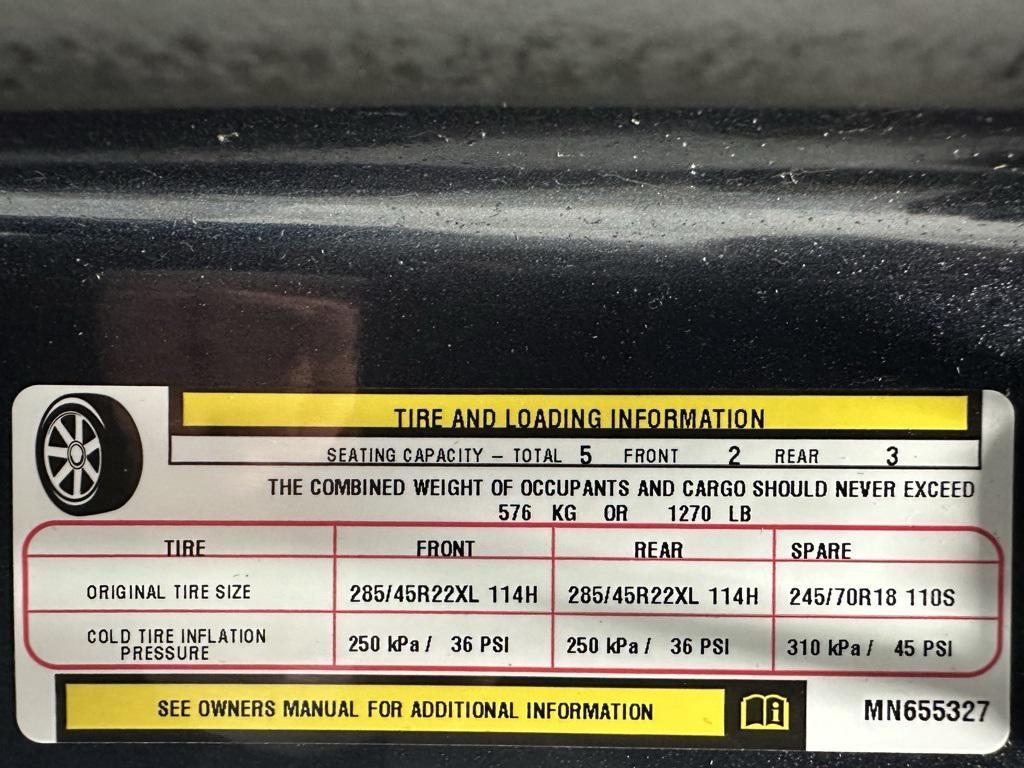 TIRE AND LOADING INFORMATION
SEATING CAPACITY – TOTAL 5 FRONT 2 REAR 3
THE COMBINED WEIGHT OF OCCUPANTS AND CARGO SHOULD NEVER EXCEED
576 KG OR 1270 LB
TIRE FRONT REAR SPARE
ORIGINAL TIRE SIZE 285/45R22XL 114H 285/45R22XL 114H 245/70R18 110S
COLD TIRE INFLATION
PRESSURE 250 kPa / 36 PSI 250 kPa / 36 PSI 310 kPa / 45 PSI
SEE OWNERS MANUAL FOR ADDITIONAL INFORMATION
MN655327